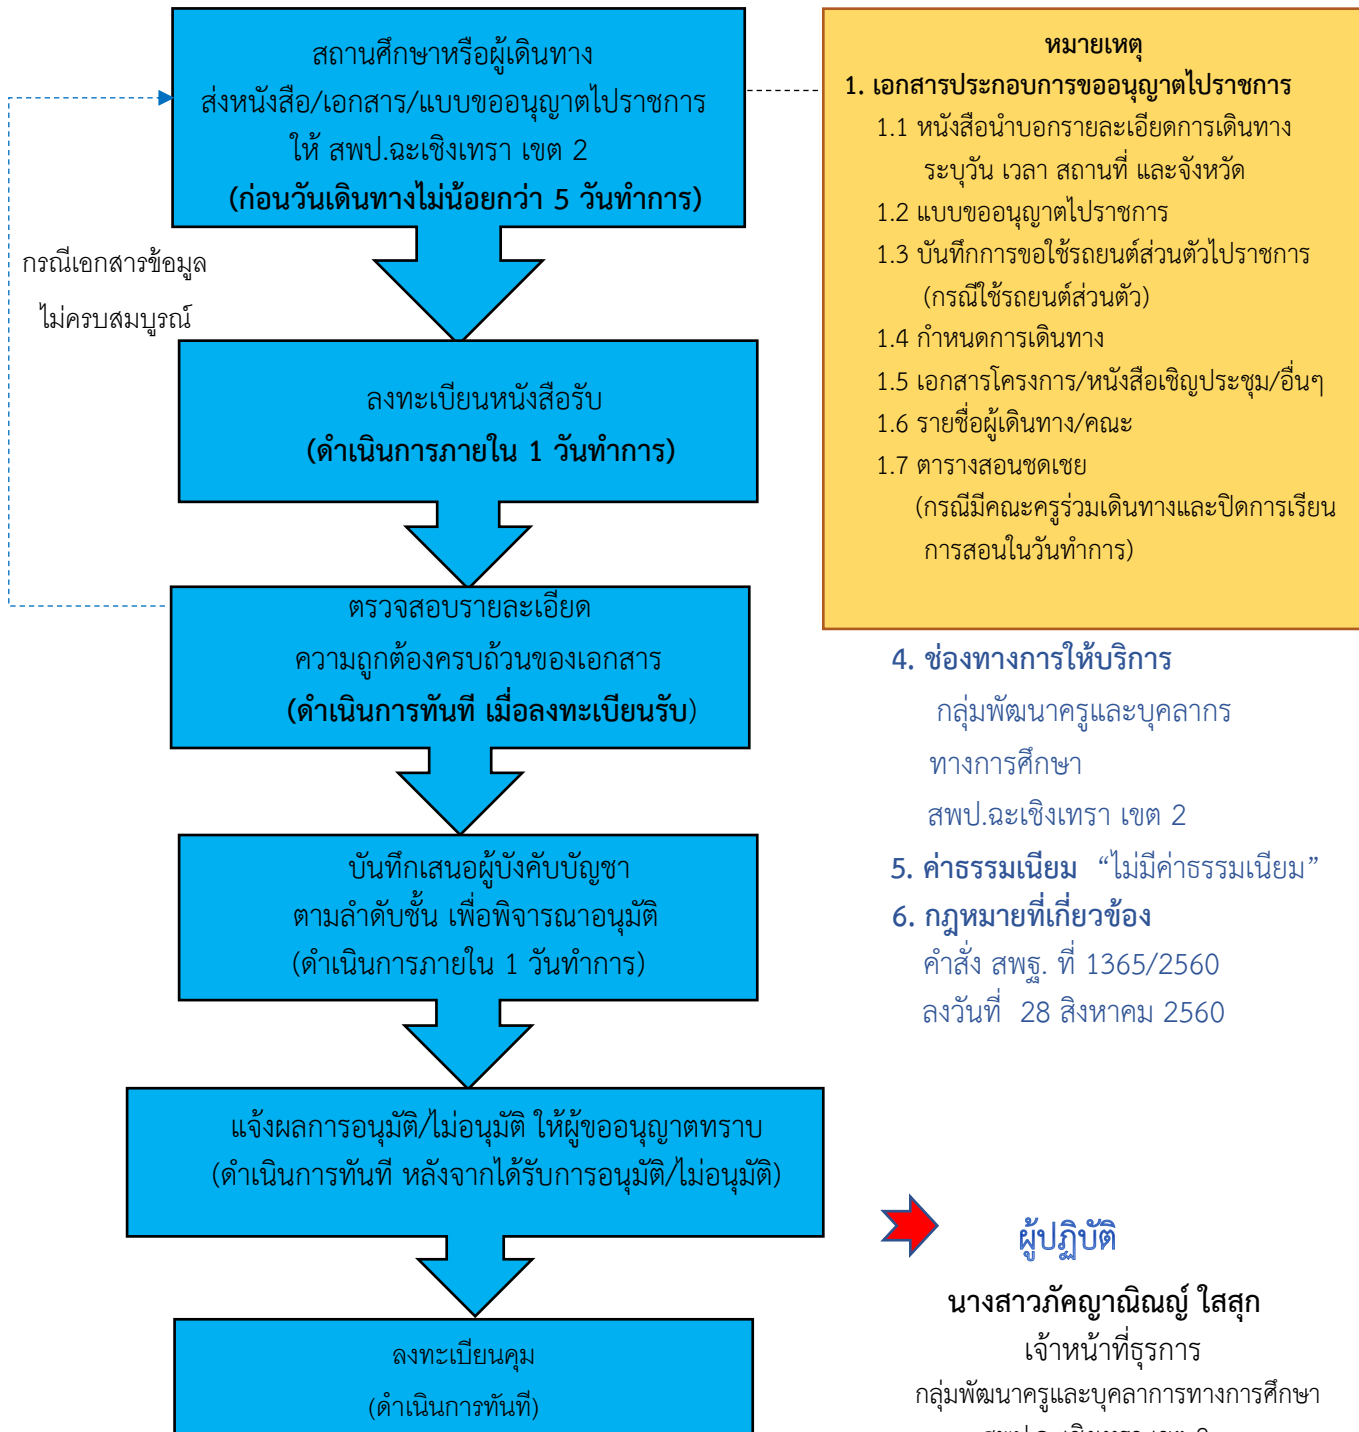 สถานศึกษาหรือผู้เดินทาง
ส่งหนังสือ/เอกสาร/แบบขออนุญาตไปราชการ
ให้ สพป.ฉะเชิงเทรา เขต 2
(ก่อนวันเดินทางไม่น้อยกว่า 5 วันทำการ)
กรณีเอกสารข้อมูล
ไม่ครบสมบูรณ์
ลงทะเบียนหนังสือรับ
(ดำเนินการภายใน 1 วันทำการ)
ตรวจสอบรายละเอียด
ความถูกต้องครบถ้วนของเอกสาร
(ดำเนินการทันที เมื่อลงทะเบียนรับ)
บันทึกเสนอผู้บังคับบัญชา
ตามลำดับชั้น เพื่อพิจารณาอนุมัติ
(ดำเนินการภายใน 1 วันทำการ)
แจ้งผลการอนุมัติ/ไม่อนุมัติ ให้ผู้ขออนุญาตทราบ
(ดำเนินการทันที หลังจากได้รับการอนุมัติ/ไม่อนุมัติ)
ลงทะเบียนคุม
(ดำเนินการทันที)
หมายเหตุ
1. เอกสารประกอบการขออนุญาตไปราชการ
1.1 หนังสือนำบอกรายละเอียดการเดินทาง
ระบุวัน เวลา สถานที่ และจังหวัด
1.2 แบบขออนุญาตไปราชการ
1.3 บันทึกการขอใช้รถยนต์ส่วนตัวไปราชการ
(กรณีใช้รถยนต์ส่วนตัว)
1.4 กำหนดการเดินทาง
1.5 เอกสารโครงการ/หนังสือเชิญประชุม/อื่นๆ
1.6 รายชื่อผู้เดินทาง/คณะ
1.7 ตารางสอนชดเชย
(กรณีมีคณะครูร่วมเดินทางและปิดการเรียน
การสอนในวันทำการ)
4. ช่องทางการให้บริการ
กลุ่มพัฒนาครูและบุคลากร
ทางการศึกษา
สพป.ฉะเชิงเทรา เขต 2
5. ค่าธรรมเนียม “ไม่มีค่าธรรมเนียม”
6. กฎหมายที่เกี่ยวข้อง
คำสั่ง สพฐ. ที่ 1365/2560
ลงวันที่ 28 สิงหาคม 2560
ผู้ปฏิบัติ
นางสาวภัคญาณิณญ์ ใสสุก
เจ้าหน้าที่ธุรการ
กลุ่มพัฒนาครูและบุคลาการทางการศึกษา